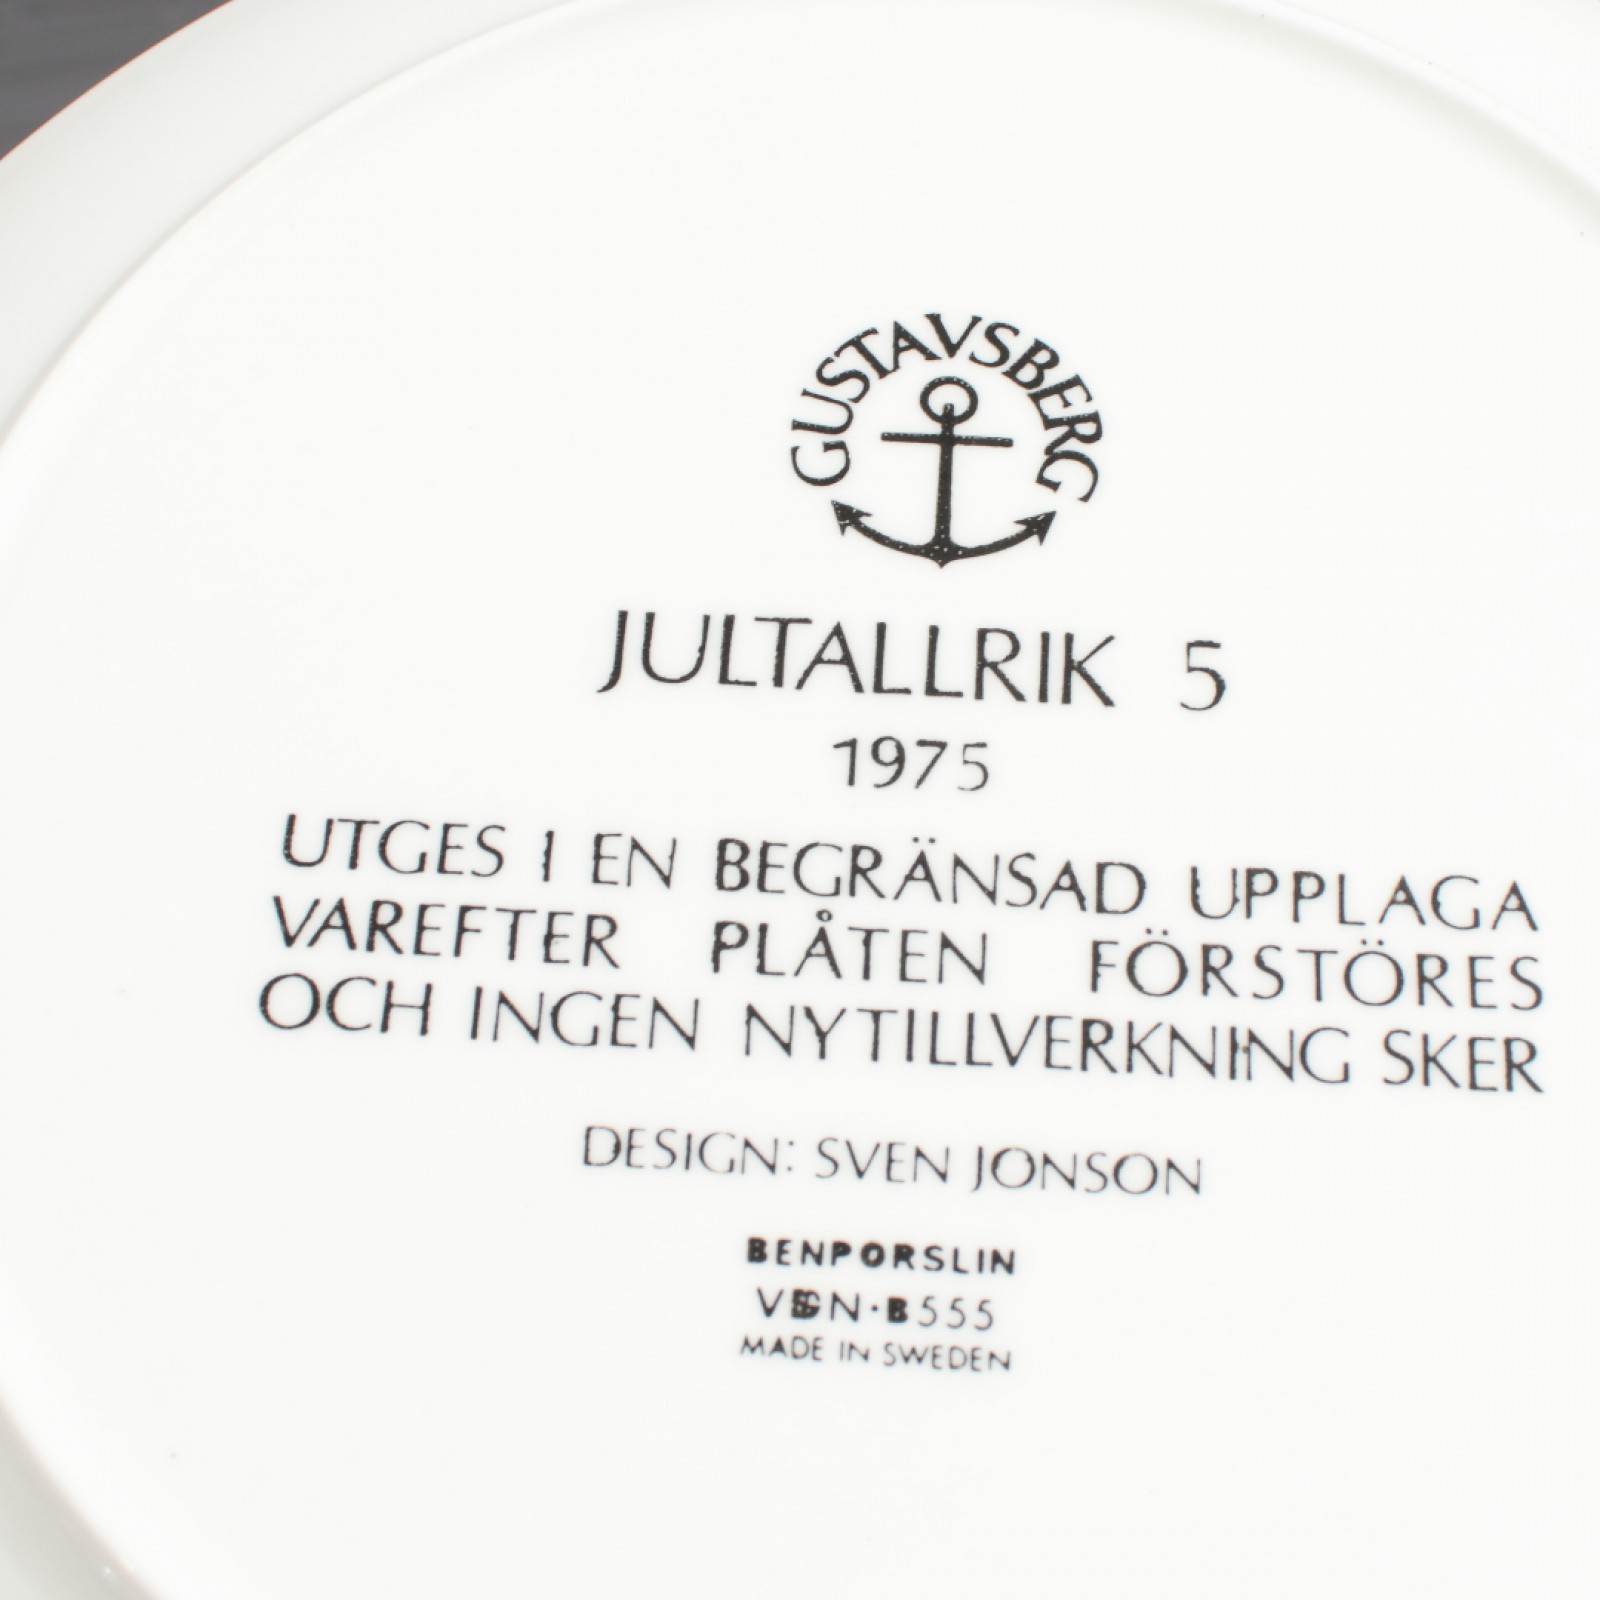 GUSTAVSBERG
JULTALLRIK 5
1975
UTGES I EN BEGRÄNSAD UPPLAGA
VAREFTER PLÅTEN FÖRSTÖRES
OCH INGEN NYTILLVERKNING SKER
DESIGN: SVEN JONSON
BENPORSLIN
555
MADE IN SWEDEN